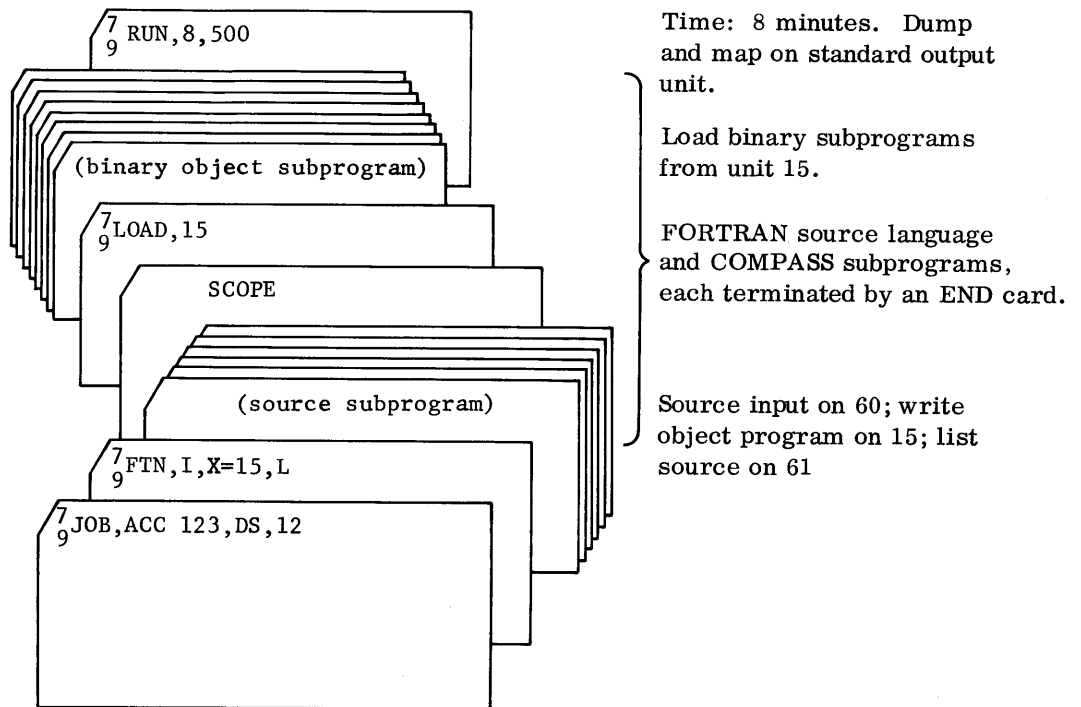 7
9 RUN,8,500
(binary object subprogram)
7
9 LOAD,15
SCOPE
(source subprogram)
7
9 FTN,I,X=15,L
7
9 JOB,ACC 123,DS,12
Time: 8 minutes. Dump
and map on standard output
unit.
Load binary subprograms
from unit 15.
FORTRAN source language
and COMPASS subprograms,
each terminated by an END card.
Source input on 60; write
object program on 15; list
source on 61